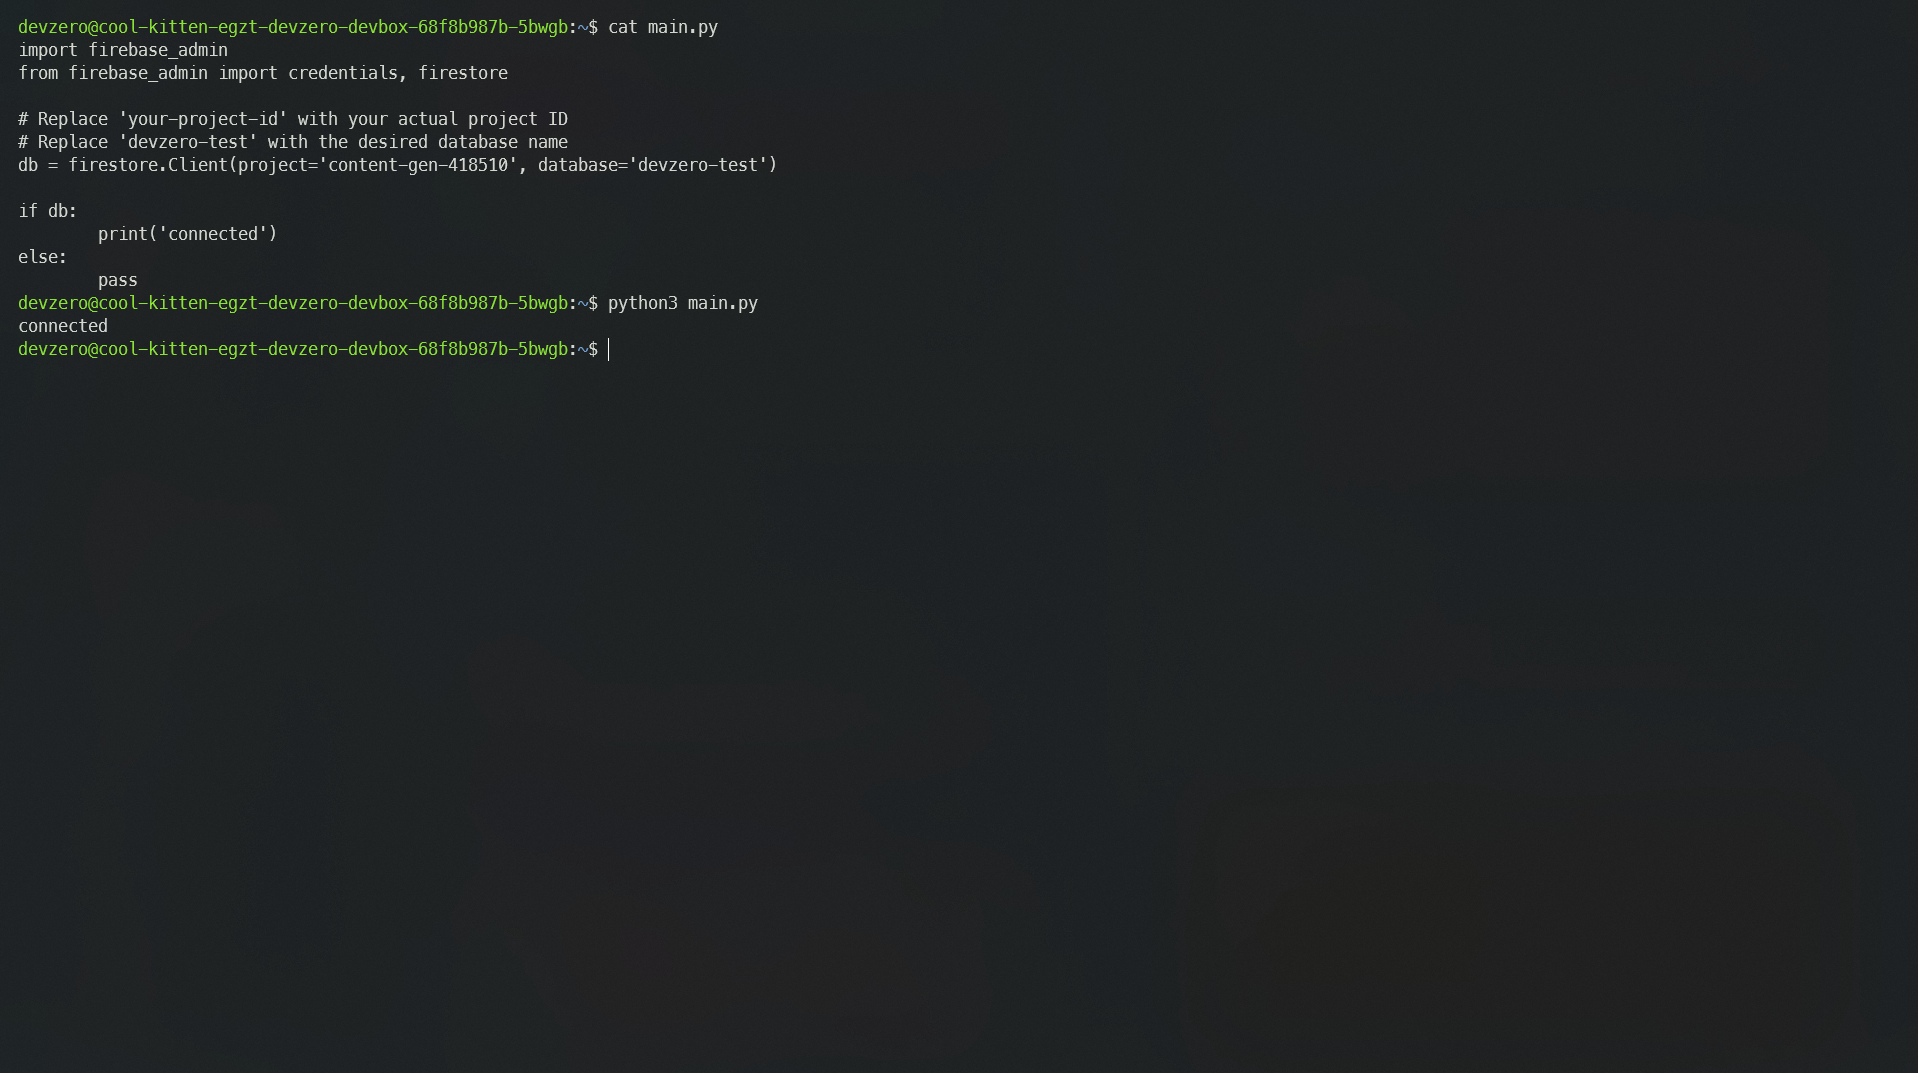 devzero@cool-kitten-egzt-devzero-devbox-68f8b987b-5bwgb:~$ cat main.py
import firebase_admin
from firebase_admin import credentials, firestore
# Replace 'your-project-id' with your actual project ID
# Replace 'devzero-test' with the desired database name
db = firestore.Client(project='content-gen-418510', database='devzero-test')
if db:
        print('connected')
else:
        pass
devzero@cool-kitten-egzt-devzero-devbox-68f8b987b-5bwgb:~$ python3 main.py
connected
devzero@cool-kitten-egzt-devzero-devbox-68f8b987b-5bwgb:~$